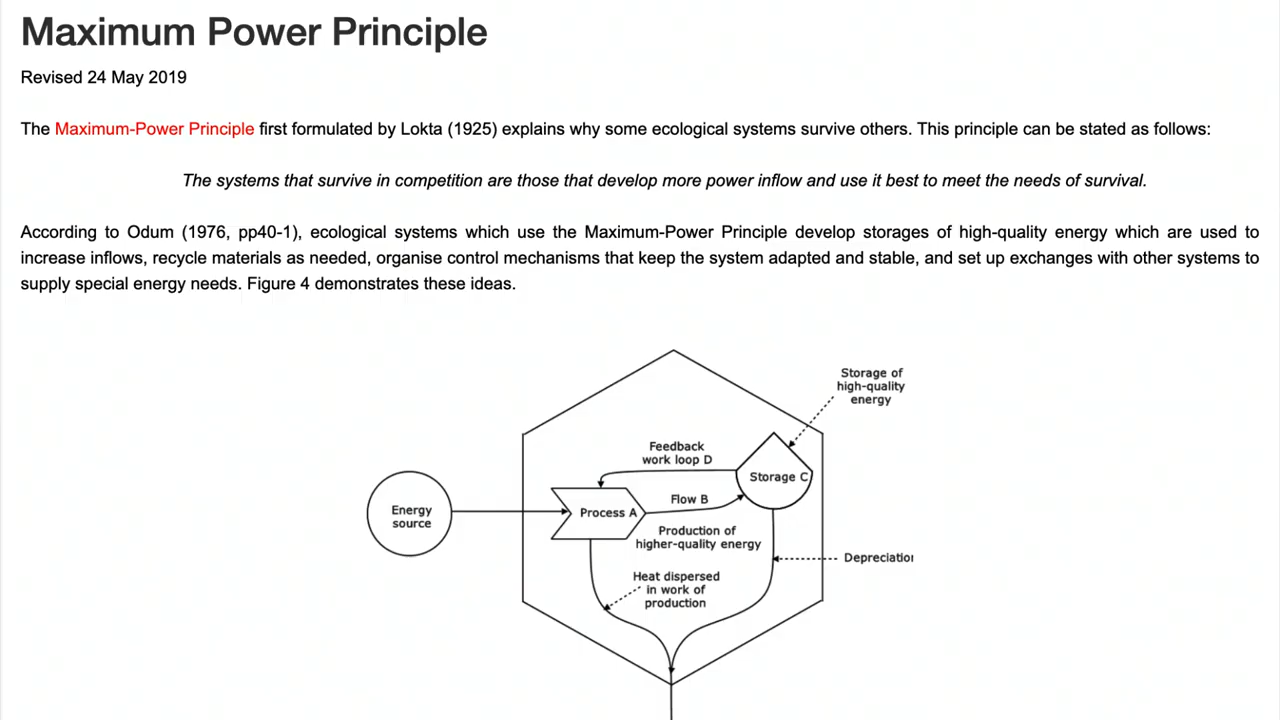 Maximum Power Principle
Revised 24 May 2019
The Maximum-Power Principle first formulated by Lokta (1925) explains why some ecological systems survive others. This principle can be stated as follows:
The systems that survive in competition are those that develop more power inflow and use it best to meet the needs of survival.
According to Odum (1976, pp40-1), ecological systems which use the Maximum-Power Principle develop storages of high-quality energy which are used to
increase inflows, recycle materials as needed, organise control mechanisms that keep the system adapted and stable, and set up exchanges with other systems to
supply special energy needs. Figure 4 demonstrates these ideas.
Storage of
high-quality
energy
Feedback
work loop D
Storage C
Flow B
Energy
source
Process A
Production of
higher-quality energy
Depreciation
Heat dispersed
in work of
production